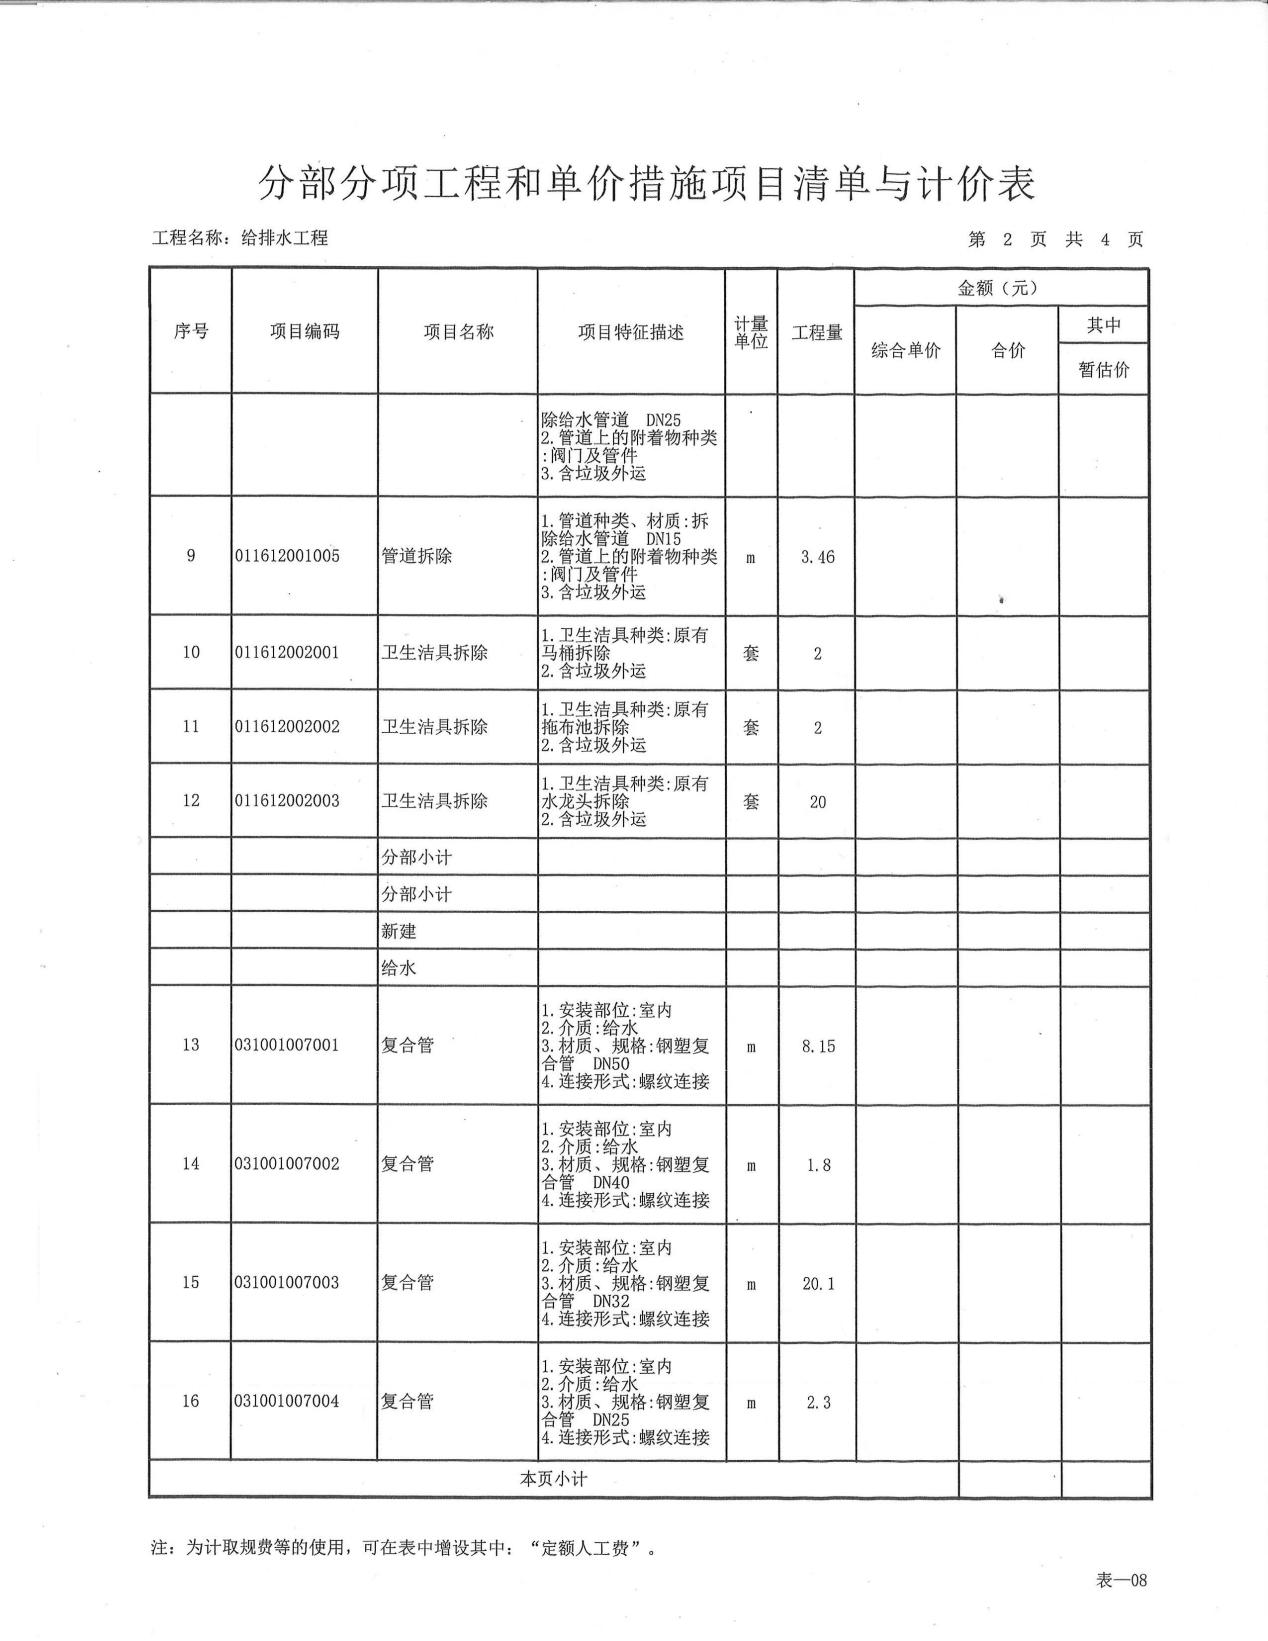 分部分项工程和单价措施项目清单与计价表
工程名称：给排水工程
第 2 页 共 4 页
序号
项目编码
项目名称
项目特征描述
计量
单位
工程量
金额（元）
综合单价
合价
其中
暂估价
除给水管道 DN25
2.管道上的附着物种类
:阀门及管件
3.含垃圾外运
9
011612001005
管道拆除
1.管道种类、材质:拆
除给水管道 DN15
2.管道上的附着物种类
:阀门及管件
3.含垃圾外运
m
3.46
10
011612002001
卫生洁具拆除
1.卫生洁具种类:原有
马桶拆除
2.含垃圾外运
套
2
11
011612002002
卫生洁具拆除
1.卫生洁具种类:原有
拖布池拆除
2.含垃圾外运
套
2
12
011612002003
卫生洁具拆除
1.卫生洁具种类:原有
水龙头拆除
2.含垃圾外运
套
20
分部小计
分部小计
新建
给水
13
031001007001
复合管
1.安装部位:室内
2.介质:给水
3.材质、规格:钢塑复
合管 DN50
4.连接形式:螺纹连接
m
8.15
14
031001007002
复合管
1.安装部位:室内
2.介质:给水
3.材质、规格:钢塑复
合管 DN40
4.连接形式:螺纹连接
m
1.8
15
031001007003
复合管
1.安装部位:室内
2.介质:给水
3.材质、规格:钢塑复
合管 DN32
4.连接形式:螺纹连接
m
20.1
16
031001007004
复合管
1.安装部位:室内
2.介质:给水
3.材质、规格:钢塑复
合管 DN25
4.连接形式:螺纹连接
m
2.3
本页小计
注：为计取规费等的使用，可在表中增设其中：“定额人工费”。
表—08